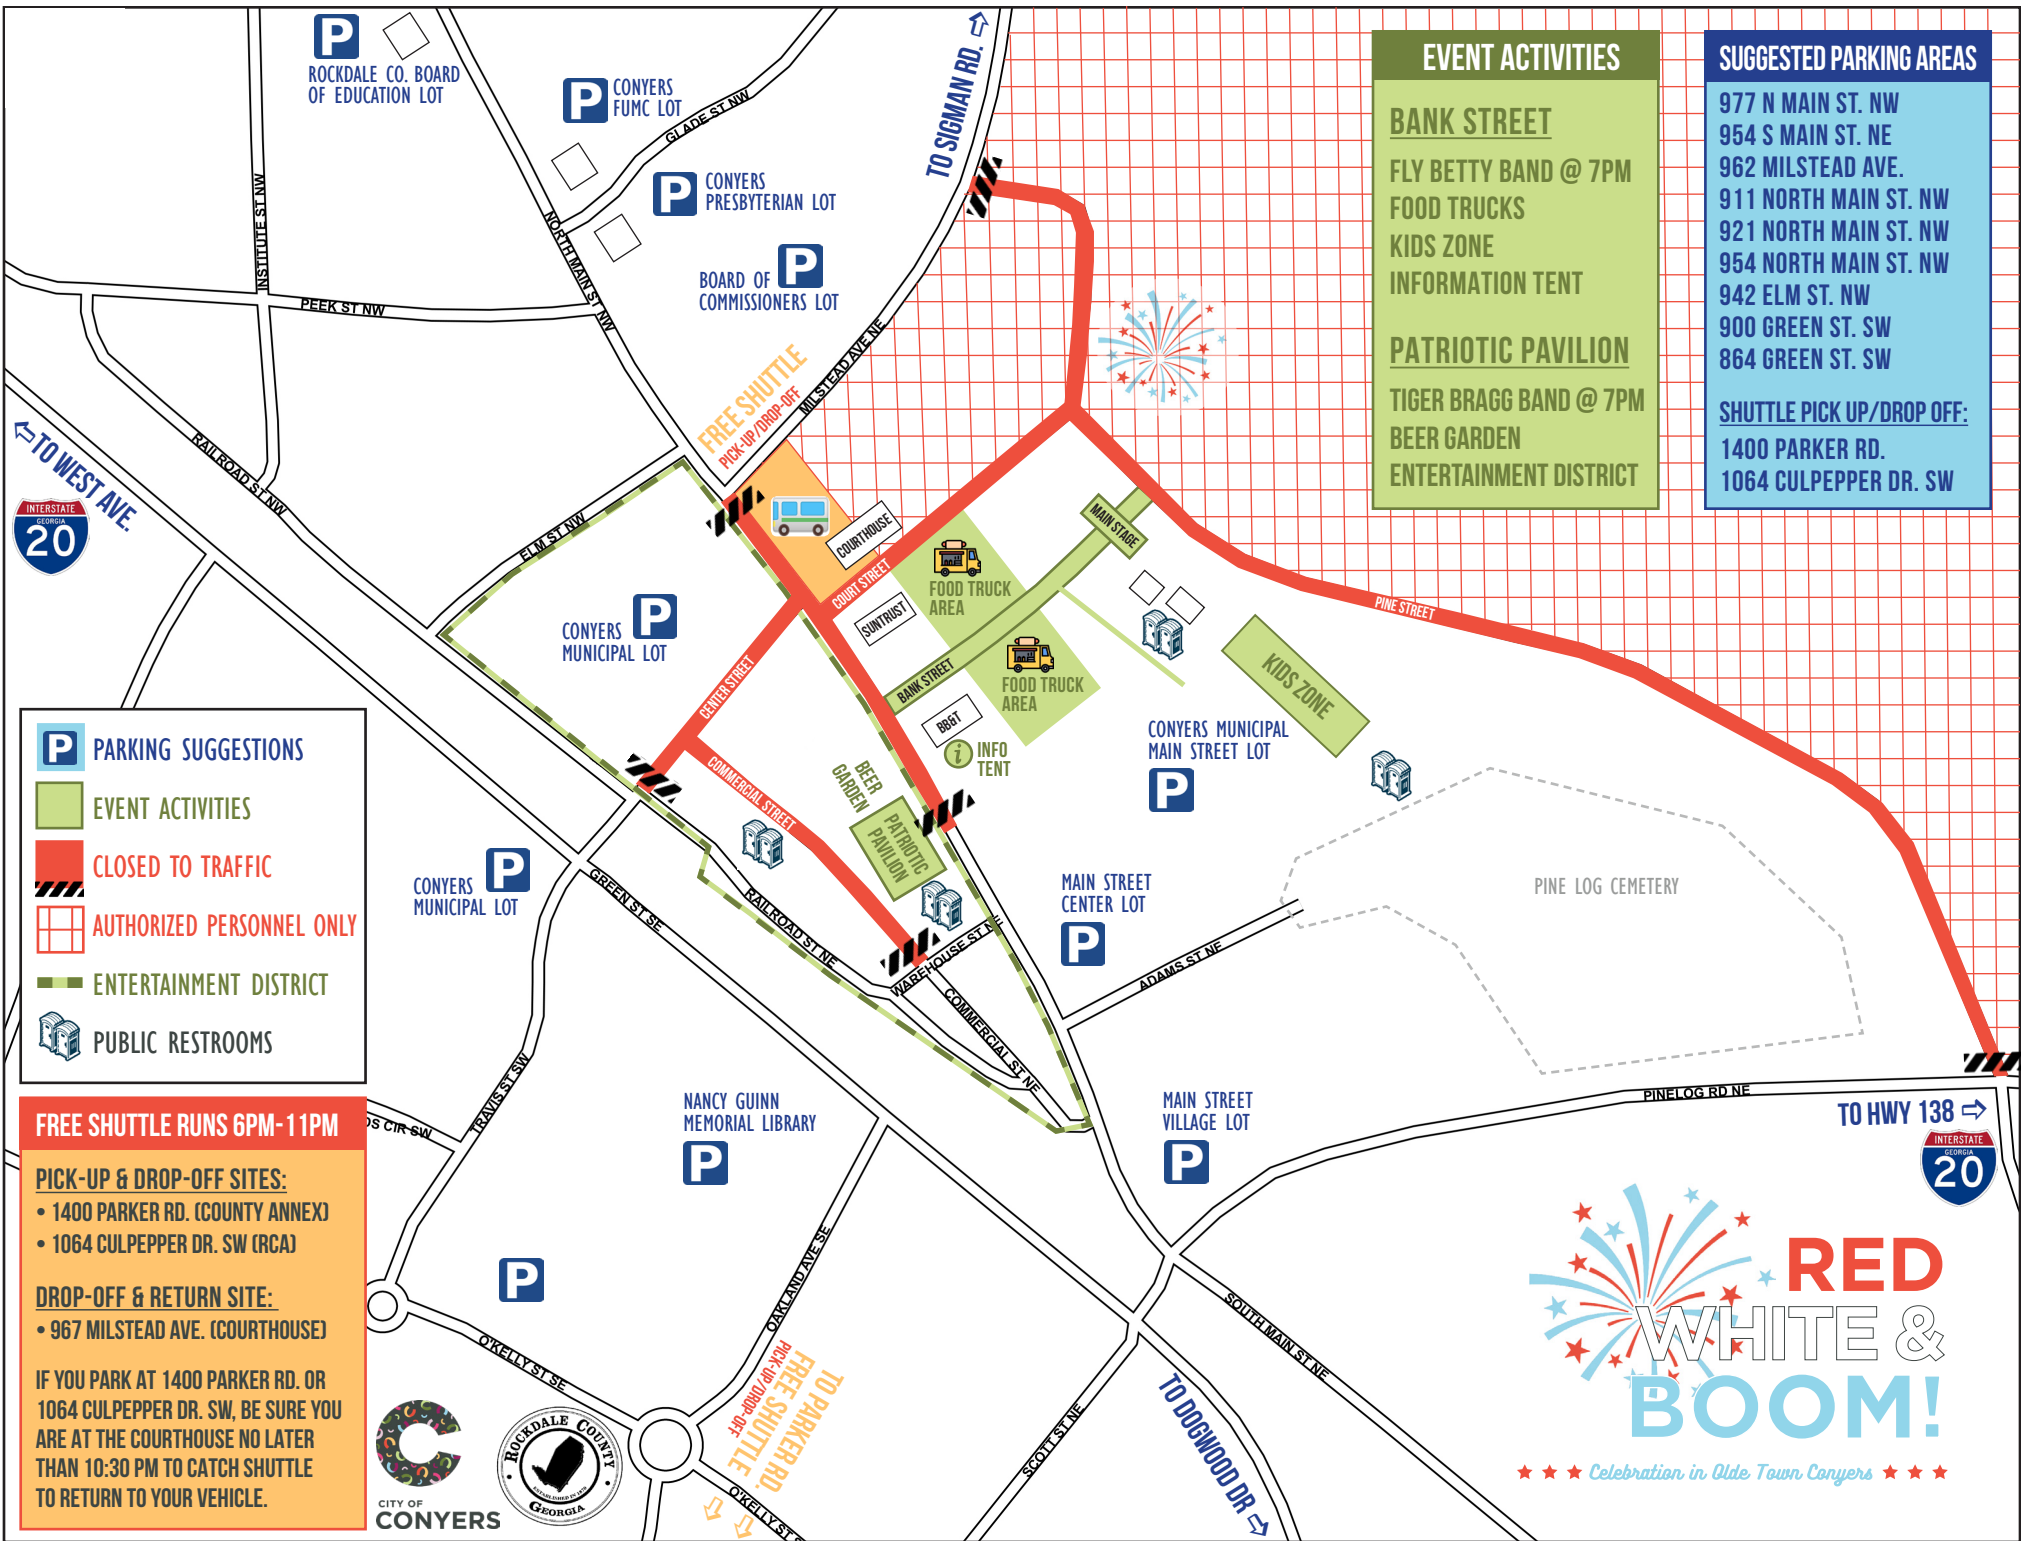 P
ROCKDALE CO. BOARD
OF EDUCATION LOT
P
CONYERS
FUMC LOT
GLADE ST NW
P
CONYERS
PRESBYTERIAN LOT
P
BOARD OF
COMMISSIONERS LOT
TO SIGMAN RD.
INSTITUTE ST NW
NORTH MAIN ST NW
PEEK ST NW
MILSTEAD AVE NE
FREE SHUTTLE
PICK-UP/DROP-OFF
RAILROAD ST NW
TO WEST AVE.
INTERSTATE
GEORGIA
20
ELM ST NW
COURTHOUSE
COURT STREET
SUNTRUST
FOOD TRUCK
AREA
MAIN STAGE
FOOD TRUCK
AREA
BANK STREET
BB&T
i
INFO
TENT
CONYERS
MUNICIPAL LOT
P
CENTER STREET
COMMERCIAL STREET
BEER
GARDEN
PATRIOTIC
PAVILION
KIDS ZONE
PINE STREET
CONYERS MUNICIPAL
MAIN STREET LOT
P
PINE LOG CEMETERY
MAIN STREET
CENTER LOT
P
ADAMS ST NE
CONYERS
MUNICIPAL LOT
P
GREEN ST SE
RAILROAD ST NE
WAREHOUSE ST
COMMERCIAL ST NE
TRAVIS ST SW
DS CIR SW
NANCY GUINN
MEMORIAL LIBRARY
P
MAIN STREET
VILLAGE LOT
P
PINELOG RD NE
TO HWY 138
INTERSTATE
GEORGIA
20
P
OAKLAND AVE SE
O'KELLY ST SE
O'KELLY ST S
TO PARKER RD.
FREE SHUTTLE
PICK-UP/DROP-OFF
SOUTH MAIN ST NE
SCOTT ST NE
TO DOGWOOD DR
EVENT ACTIVITIES
BANK STREET
FLY BETTY BAND @ 7PM
FOOD TRUCKS
KIDS ZONE
INFORMATION TENT
PATRIOTIC PAVILION
TIGER BRAGG BAND @ 7PM
BEER GARDEN
ENTERTAINMENT DISTRICT
SUGGESTED PARKING AREAS
977 N MAIN ST. NW
954 S MAIN ST. NE
962 MILSTEAD AVE.
911 NORTH MAIN ST. NW
921 NORTH MAIN ST. NW
954 NORTH MAIN ST. NW
942 ELM ST. NW
900 GREEN ST. SW
864 GREEN ST. SW
SHUTTLE PICK UP/DROP OFF:
1400 PARKER RD.
1064 CULPEPPER DR. SW
P PARKING SUGGESTIONS
EVENT ACTIVITIES
CLOSED TO TRAFFIC
AUTHORIZED PERSONNEL ONLY
ENTERTAINMENT DISTRICT
PUBLIC RESTROOMS
FREE SHUTTLE RUNS 6PM-11PM
PICK-UP & DROP-OFF SITES:
• 1400 PARKER RD. (COUNTY ANNEX)
• 1064 CULPEPPER DR. SW (RCA)
DROP-OFF & RETURN SITE:
• 967 MILSTEAD AVE. (COURTHOUSE)
IF YOU PARK AT 1400 PARKER RD. OR
1064 CULPEPPER DR. SW, BE SURE YOU
ARE AT THE COURTHOUSE NO LATER
THAN 10:30 PM TO CATCH SHUTTLE
TO RETURN TO YOUR VEHICLE.
CITY OF
CONYERS
ROCKDALE COUNTY
GEORGIA
RED
WHITE &
BOOM!
Celebration in Olde Town Conyers